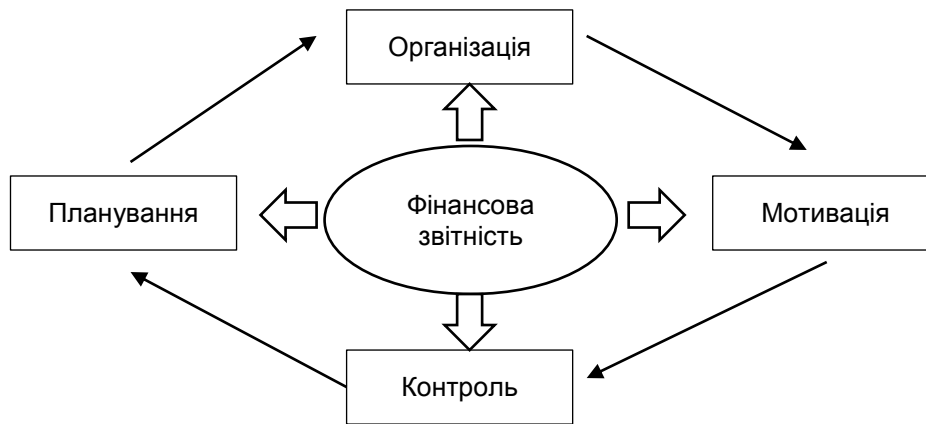 Організація
Планування
Фінансова
звітність
Мотивація
Контроль